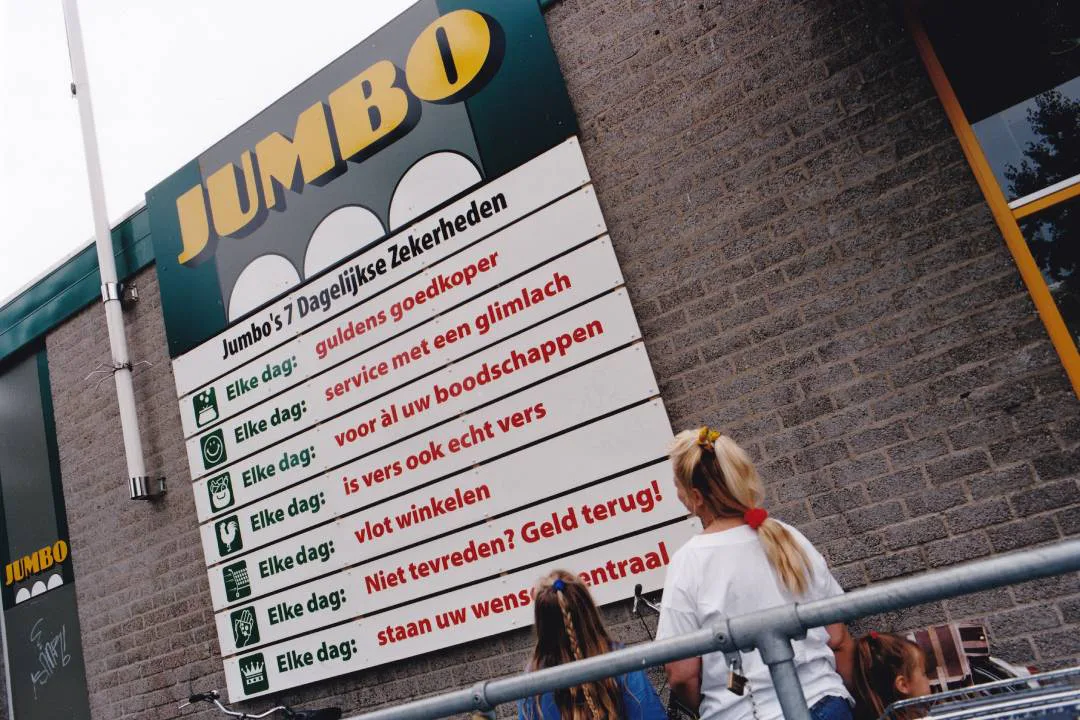 JUMBO
Jumbo's 7 Dagelijkse Zekerheden
Elke dag: guldens goedkoper
Elke dag: service met een glimlach
Elke dag: voor àl uw boodschappen
Elke dag: is vers ook echt vers
Elke dag: vlot winkelen
Elke dag: Niet tevreden? Geld terug!
Elke dag: staan uw wens entraal
JUMBO